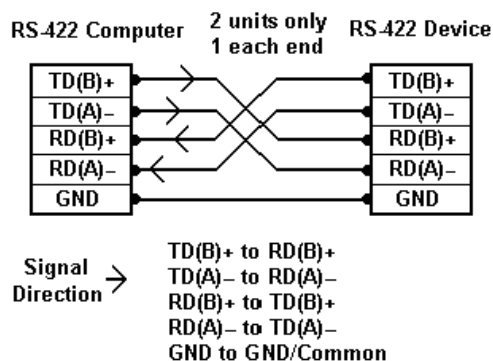 2 units only
1 each end
RS-422 Computer
RS-422 Device
TD(B)+
TD(A)–
RD(B)+
RD(A)–
GND
TD(B)+
TD(A)–
RD(B)+
RD(A)–
GND
Signal
Direction
TD(B)+ to RD(B)+
TD(A)– to RD(A)–
RD(B)+ to TD(B)+
RD(A)– to TD(A)–
GND to GND/Common